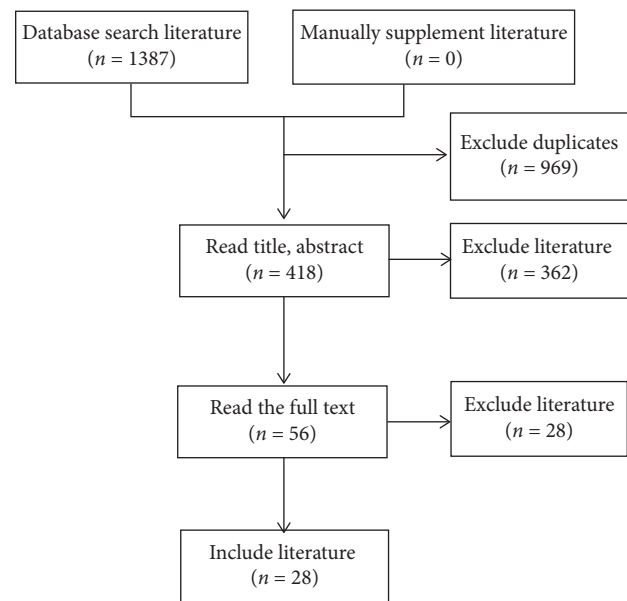 Database search literature
(n = 1387)
Manually supplement literature
(n = 0)
Exclude duplicates
(n = 969)
Read title, abstract
(n = 418)
Exclude literature
(n = 362)
Read the full text
(n = 56)
Exclude literature
(n = 28)
Include literature
(n = 28)